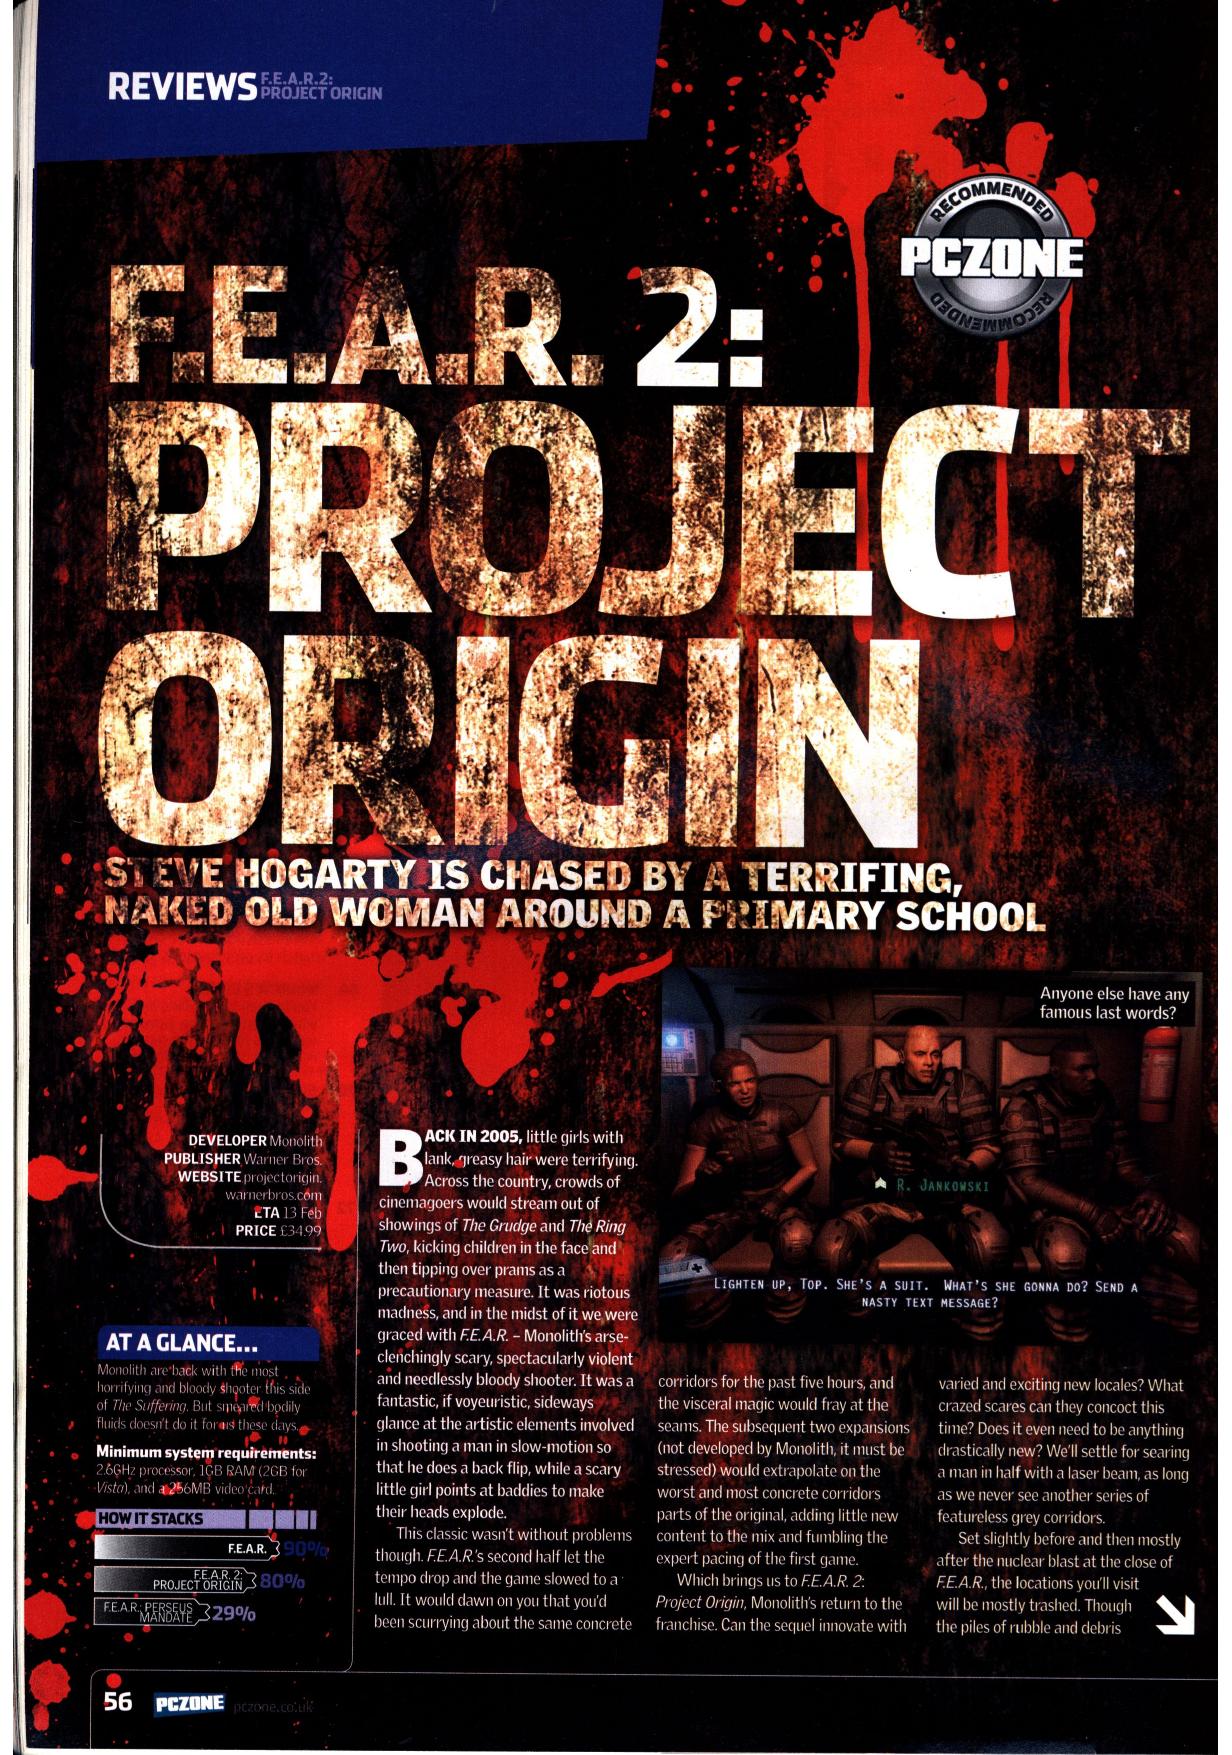 REVIEWS
F.E.A.R.2:
PROJECT ORIGIN
RECOMMENDED
PCZONE
RECOMMENDED
F.E.A.R. 2:
PROJECT
ORIGIN
STEVE HOGARTY IS CHASED BY A TERRIFING,
NAKED OLD WOMAN AROUND A PRIMARY SCHOOL
Anyone else have any
famous last words?
R. JANKOWSKI
LIGHTEN UP, TOP. SHE'S A SUIT. WHAT'S SHE GONNA DO? SEND A
NASTY TEXT MESSAGE?
DEVELOPER Monolith
PUBLISHER Warner Bros.
WEBSITE projectorigin.
warnerbros.com
ETA 13 Feb
PRICE £34.99
AT A GLANCE...
Monolith are back with the most
horrifying and bloody shooter this side
of The Suffering. But smeared bodily
fluids doesn't do it for us these days.
Minimum system requirements:
2.6GHz processor, 1GB RAM (2GB for
Vista), and a 256MB video card.
HOW IT STACKS
F.E.A.R. 90%
F.E.A.R. 2:
PROJECT ORIGIN 80%
F.E.A.R.: PERSEUS
MANDATE 29%
BACK IN 2005, little girls with
lank, greasy hair were terrifying.
Across the country, crowds of
cinemagoers would stream out of
showings of The Grudge and The Ring
Two, kicking children in the face and
then tipping over prams as a
precautionary measure. It was riotous
madness, and in the midst of it we were
graced with F.E.A.R. – Monolith's arse-
clenchingly scary, spectacularly violent
and needlessly bloody shooter. It was a
fantastic, if voyeuristic, sideways
glance at the artistic elements involved
in shooting a man in slow-motion so
that he does a back flip, while a scary
little girl points at baddies to make
their heads explode.
This classic wasn't without problems
though. F.E.A.R.'s second half let the
tempo drop and the game slowed to a
lull. It would dawn on you that you'd
been scurrying about the same concrete
corridors for the past five hours, and
the visceral magic would fray at the
seams. The subsequent two expansions
(not developed by Monolith, it must be
stressed) would extrapolate on the
worst and most concrete corridors
parts of the original, adding little new
content to the mix and fumbling the
expert pacing of the first game.
Which brings us to F.E.A.R. 2:
Project Origin, Monolith's return to the
franchise. Can the sequel innovate with
varied and exciting new locales? What
crazed scares can they concoct this
time? Does it even need to be anything
drastically new? We'll settle for searing
a man in half with a laser beam, as long
as we never see another series of
featureless grey corridors.
Set slightly before and then mostly
after the nuclear blast at the close of
F.E.A.R., the locations you'll visit
will be mostly trashed. Though
the piles of rubble and debris
56
PCZONE
pczone.co.uk